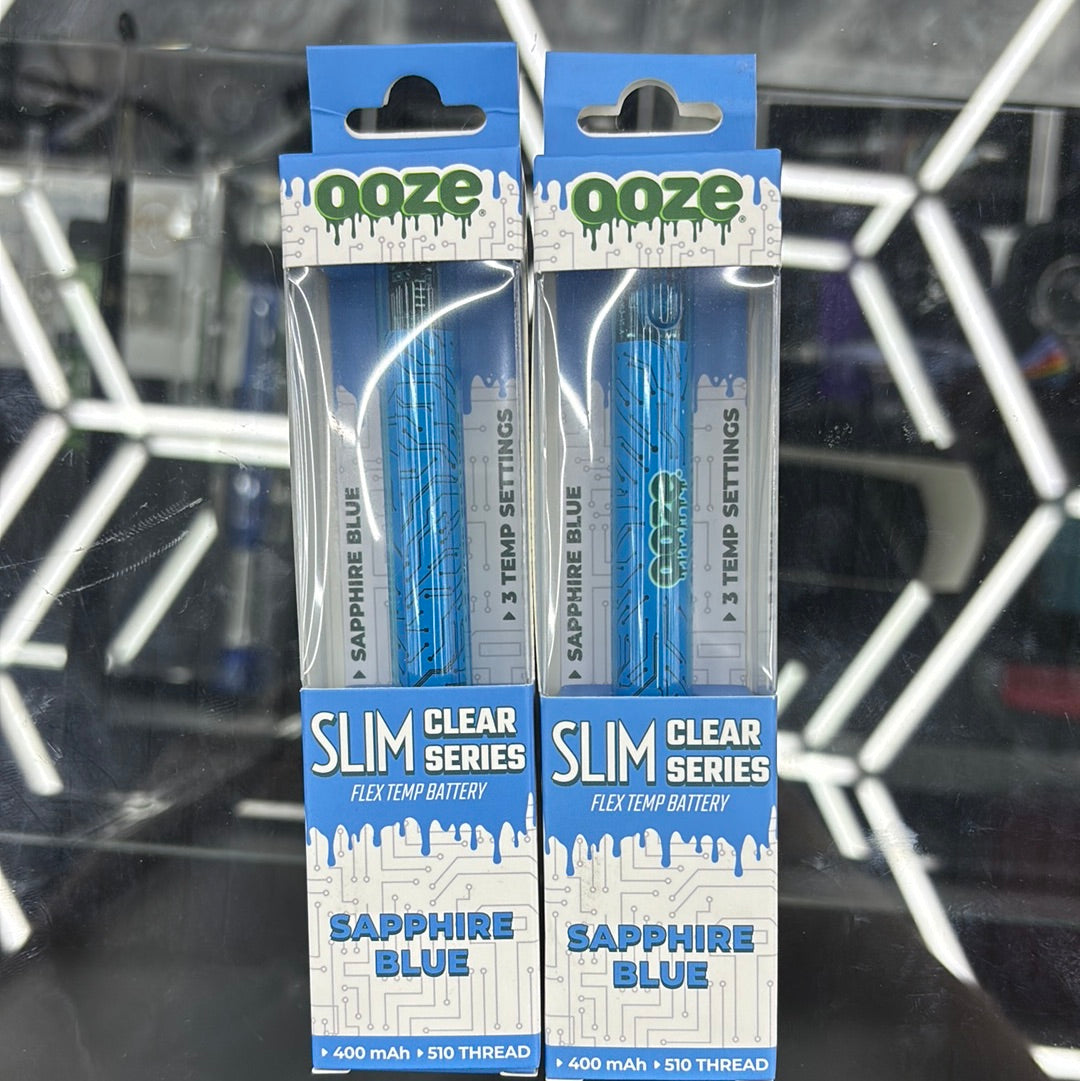 ooze
SAPPHIRE BLUE
3 TEMP SETTINGS
SLIM CLEAR SERIES
FLEX TEMP BATTERY
SAPPHIRE
BLUE
400 mAh 510 THREAD
ooze
SAPPHIRE BLUE
ooze
3 TEMP SETTINGS
SLIM CLEAR SERIES
FLEX TEMP BATTERY
SAPPHIRE
BLUE
400 mAh 510 THREAD